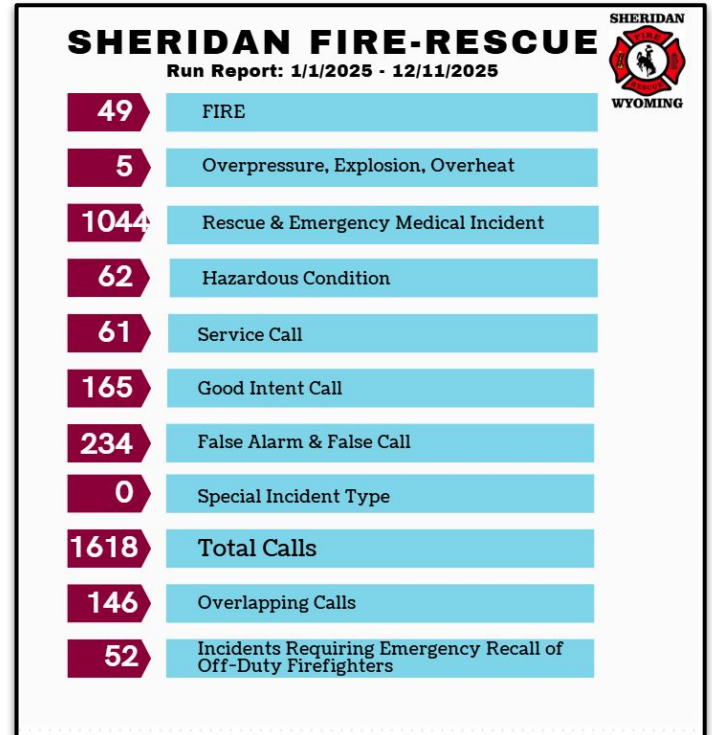 SHERIDAN
FIRE
RESCUE
WYOMING
SHERIDAN FIRE-RESCUE
Run Report: 1/1/2025 - 12/11/2025
49 FIRE
5 Overpressure, Explosion, Overheat
1044 Rescue & Emergency Medical Incident
62 Hazardous Condition
61 Service Call
165 Good Intent Call
234 False Alarm & False Call
0 Special Incident Type
1618 Total Calls
146 Overlapping Calls
52 Incidents Requiring Emergency Recall of
Off-Duty Firefighters